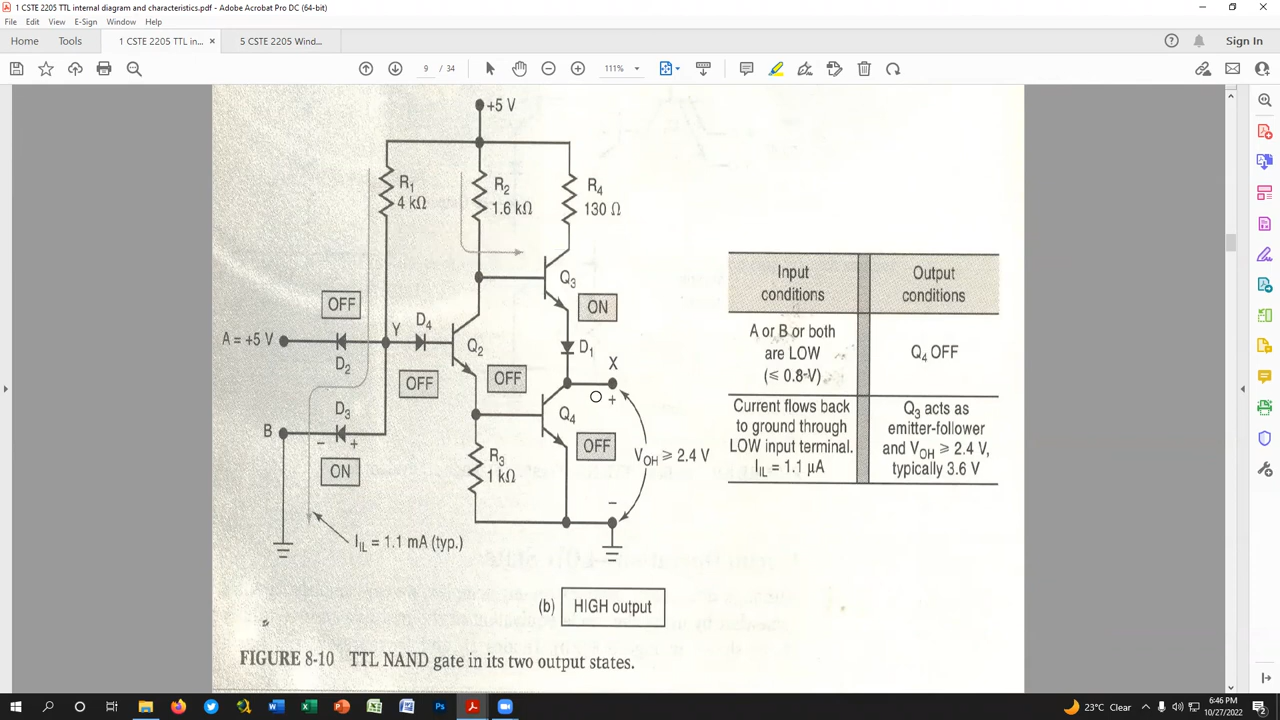 1 CSTE 2205 TTL internal diagram and characteristics.pdf - Adobe Acrobat Pro DC (64-bit)
File Edit View E-Sign Window Help
Home Tools 1 CSTE 2205 TTL in... × 5 CSTE 2205 Wind... Sign In
9 / 34 111%
+5 V
R₁
4 kΩ
R₂
1.6 kΩ
R₄
130 Ω
Q₃
ON
OFF
A = +5 V
D₂
Y
D₄
OFF
Q₂
OFF
D₁
X
+
Q₄
OFF
B
D₃
− +
ON
R₃
1 kΩ
V_OH ≥ 2.4 V
−
I_IL = 1.1 mA (typ.)
(b) HIGH output
FIGURE 8-10 TTL NAND gate in its two output states.
Input
conditions
Output
conditions
A or B or both
are LOW
(≤ 0.8-V)
Q₄ OFF
Current flows back
to ground through
LOW input terminal.
I_IL = 1.1 μA
Q₃ acts as
emitter-follower
and V_OH ≥ 2.4 V,
typically 3.6 V
23°C Clear
6:46 PM
10/27/2022